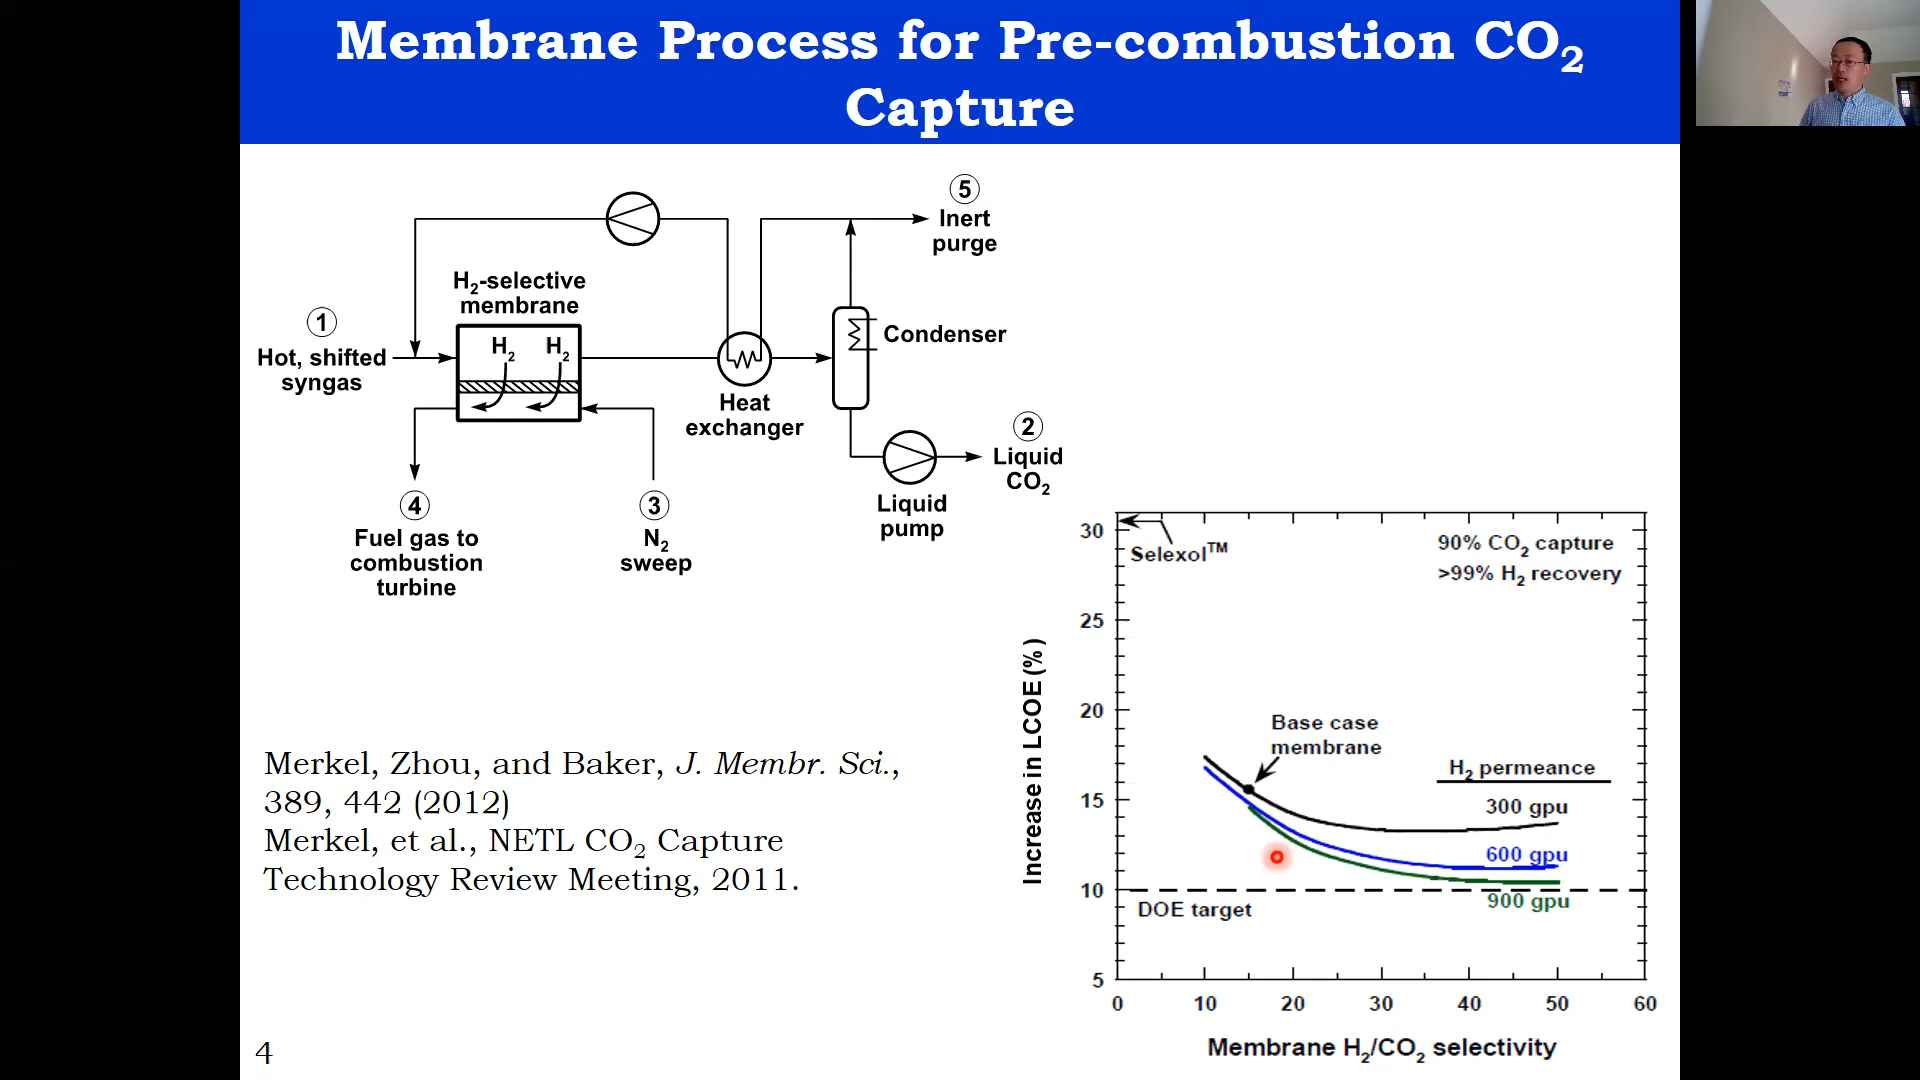 Membrane Process for Pre-combustion CO₂
Capture
5
Inert
purge
H₂-selective
membrane
1
Hot, shifted
syngas
H₂ H₂
Condenser
Heat
exchanger
2
Liquid
CO₂
Liquid
pump
4
Fuel gas to
combustion
turbine
3
N₂
sweep
Merkel, Zhou, and Baker, J. Membr. Sci.,
389, 442 (2012)
Merkel, et al., NETL CO₂ Capture
Technology Review Meeting, 2011.
4
Increase in LCOE (%)
30
25
20
15
10
5
Selexol™
90% CO₂ capture
>99% H₂ recovery
Base case
membrane
H₂ permeance
300 gpu
600 gpu
900 gpu
DOE target
0 10 20 30 40 50 60
Membrane H₂/CO₂ selectivity